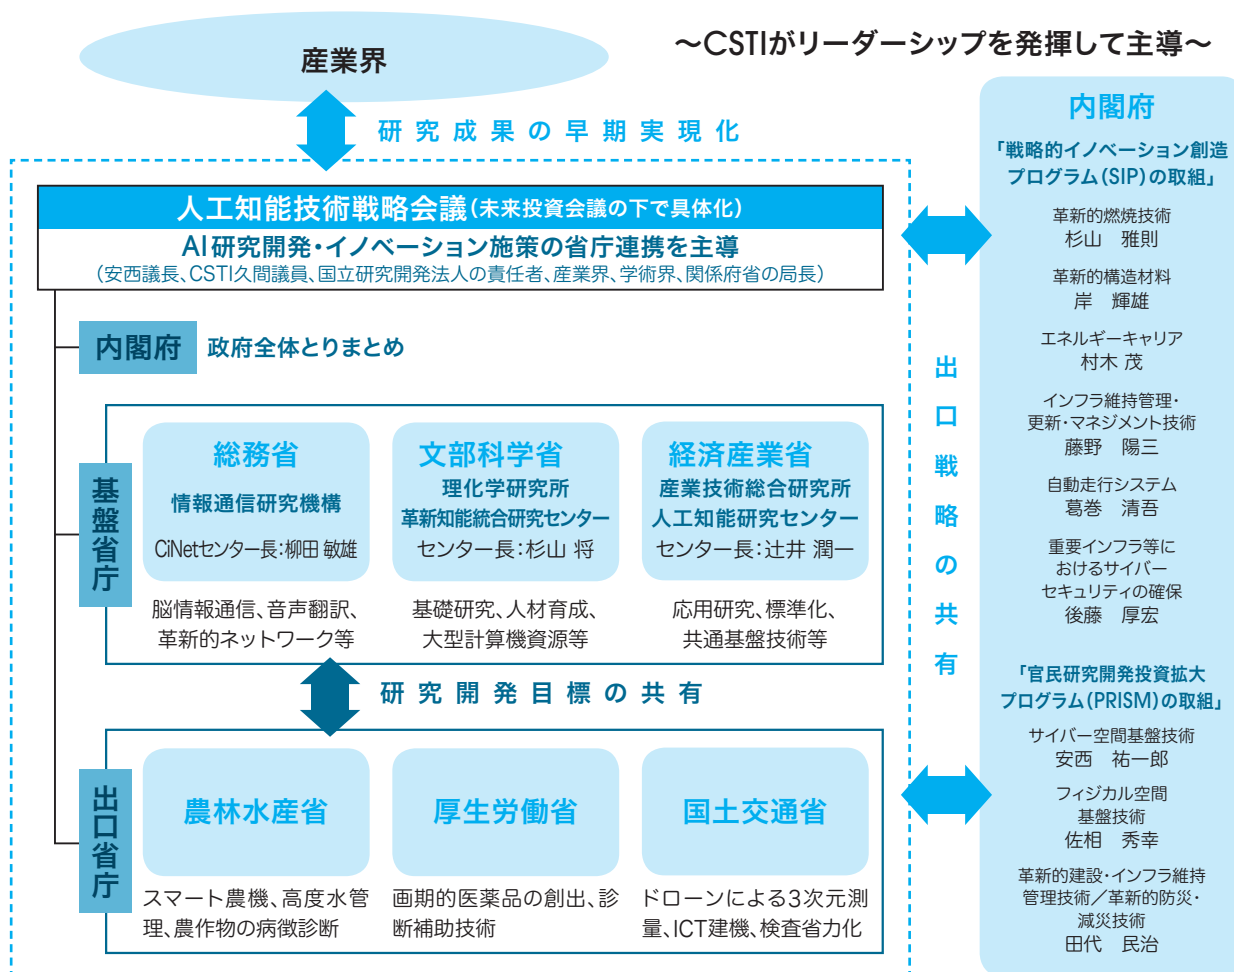 産業界
~CSTIがリーダーシップを発揮して主導~
研究成果の早期実現化
人工知能技術戦略会議(未来投資会議の下で具体化)
AI研究開発・イノベーション施策の省庁連携を主導
(安西議長、CSTI久間議員、国立研究開発法人の責任者、産業界、学術界、関係府省の局長)
内閣府 政府全体とりまとめ
基盤省庁
総務省
情報通信研究機構
CiNetセンター長:柳田 敏雄
脳情報通信、音声翻訳、
革新的ネットワーク等
文部科学省
理化学研究所
革新知能統合研究センター
センター長:杉山 将
基礎研究、人材育成、
大型計算機資源等
経済産業省
産業技術総合研究所
人工知能研究センター
センター長:辻井 潤一
応用研究、標準化、
共通基盤技術等
研究開発目標の共有
出口省庁
農林水産省
スマート農機、高度水管
理、農作物の病徴診断
厚生労働省
画期的医薬品の創出、診
断補助技術
国土交通省
ドローンによる3次元測
量、ICT建機、検査省力化
出口戦略の共有
内閣府
「戦略的イノベーション創造
プログラム(SIP)の取組」
革新的燃焼技術
杉山 雅則
革新的構造材料
岸 輝雄
エネルギーキャリア
村木 茂
インフラ維持管理・
更新・マネジメント技術
藤野 陽三
自動走行システム
葛巻 清吾
重要インフラ等に
おけるサイバー
セキュリティの確保
後藤 厚宏
「官民研究開発投資拡大
プログラム(PRISM)の取組」
サイバー空間基盤技術
安西 祐一郎
フィジカル空間
基盤技術
佐相 秀幸
革新的建設・インフラ維持
管理技術/革新的防災・
減災技術
田代 民治